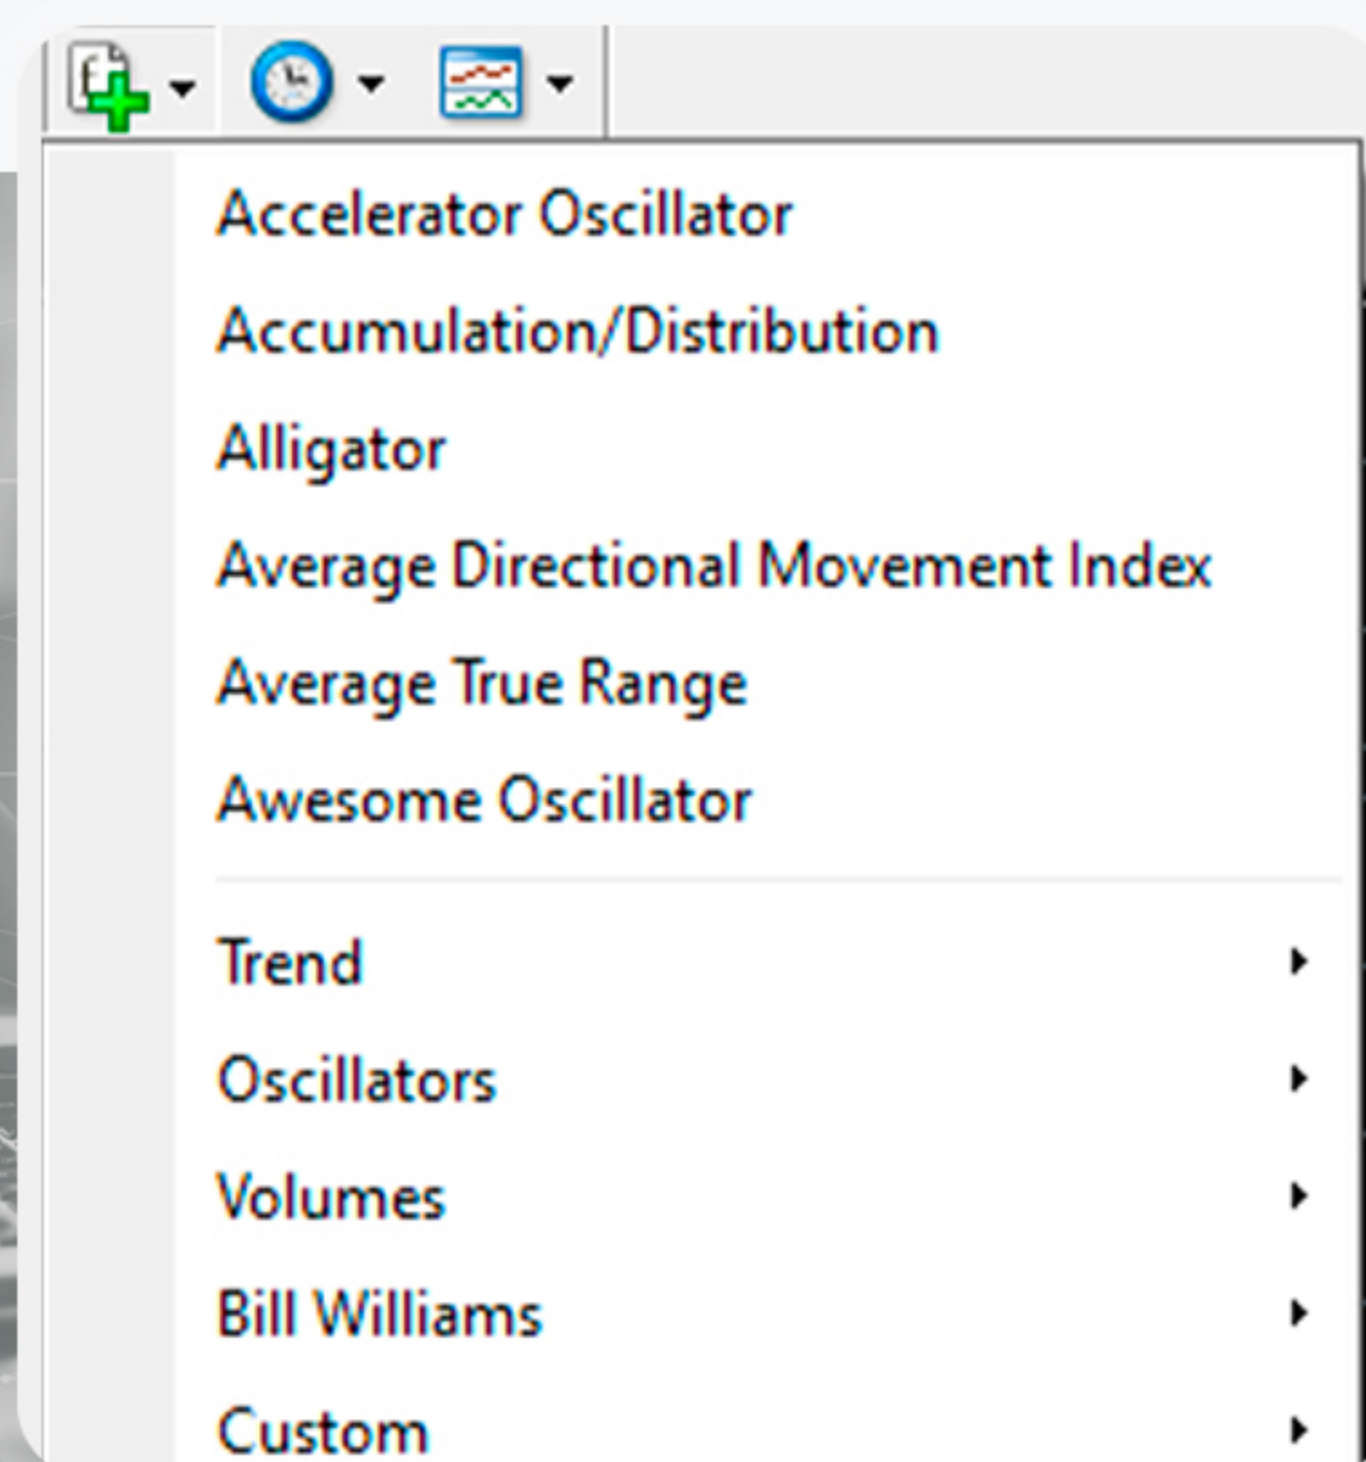 Accelerator Oscillator
Accumulation/Distribution
Alligator
Average Directional Movement Index
Average True Range
Awesome Oscillator
Trend
Oscillators
Volumes
Bill Williams
Custom